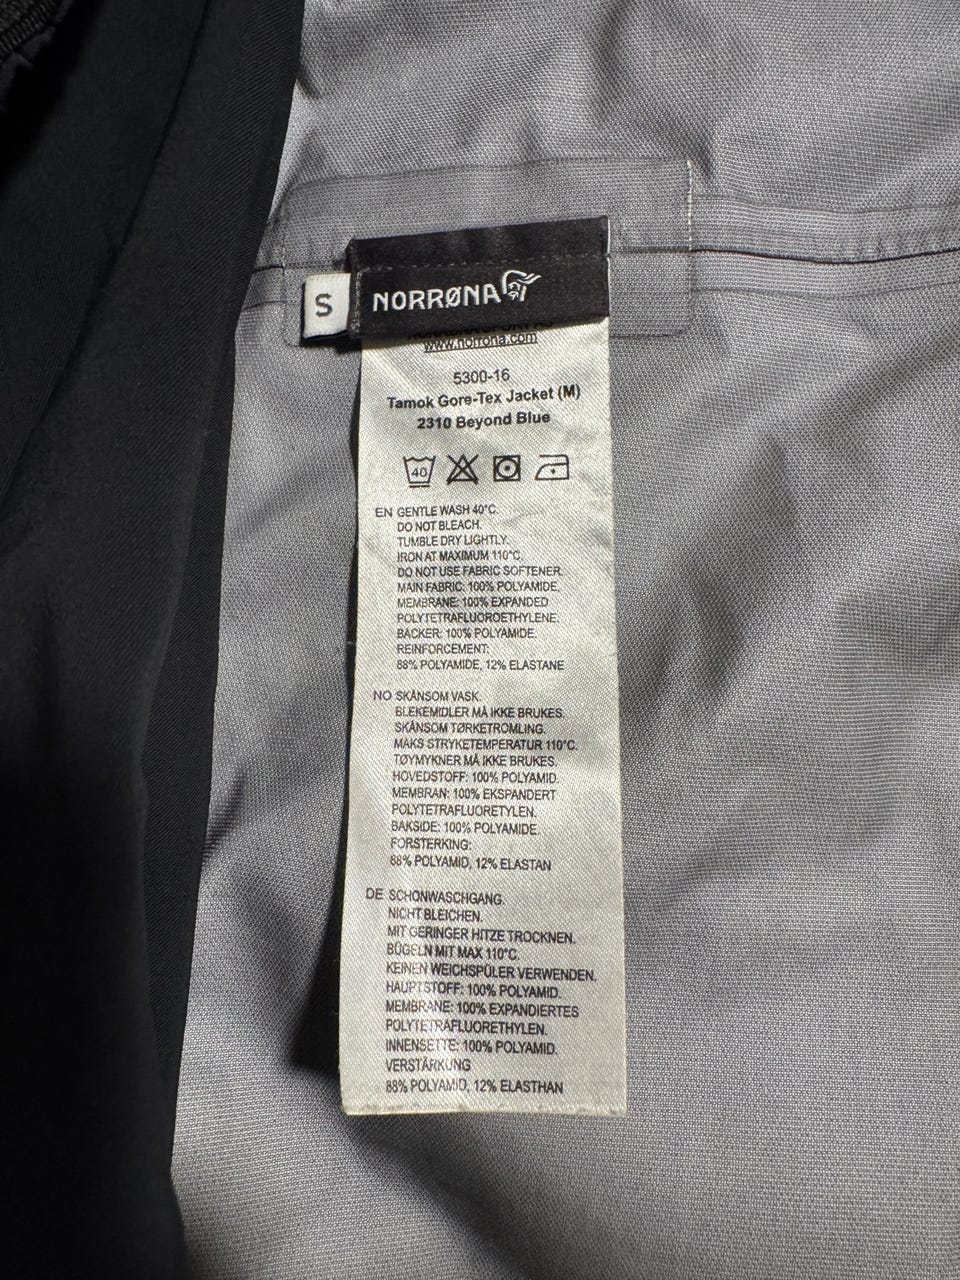 S
NORRØNA
www.norrona.com
5300-16
Tamok Gore-Tex Jacket (M)
2310 Beyond Blue
40
EN GENTLE WASH 40°C.
DO NOT BLEACH.
TUMBLE DRY LIGHTLY.
IRON AT MAXIMUM 110°C.
DO NOT USE FABRIC SOFTENER.
MAIN FABRIC: 100% POLYAMIDE,
MEMBRANE: 100% EXPANDED
POLYTETRAFLUOROETHYLENE.
BACKER: 100% POLYAMIDE.
REINFORCEMENT:
88% POLYAMIDE, 12% ELASTANE
NO SKÅNSOM VASK.
BLEKEMIDLER MÅ IKKE BRUKES.
SKÅNSOM TØRKETROMLING.
MAKS STRYKETEMPERATUR 110°C.
TØYMYKNER MÅ IKKE BRUKES.
HOVEDSTOFF: 100% POLYAMID.
MEMBRAN: 100% EKSPANDERT
POLYTETRAFLUORETYLEN.
BAKSIDE: 100% POLYAMIDE.
FORSTERKING:
88% POLYAMID, 12% ELASTAN
DE SCHONWASCHGANG.
NICHT BLEICHEN.
MIT GERINGER HITZE TROCKNEN.
BÜGELN MIT MAX 110°C.
KEINEN WEICHSPÜLER VERWENDEN.
HAUPTSTOFF: 100% POLYAMID.
MEMBRANE: 100% EXPANDIERTES
POLYTETRAFLUORETHYLEN.
INNENSETTE: 100% POLYAMID.
VERSTÄRKUNG
88% POLYAMID, 12% ELASTHAN